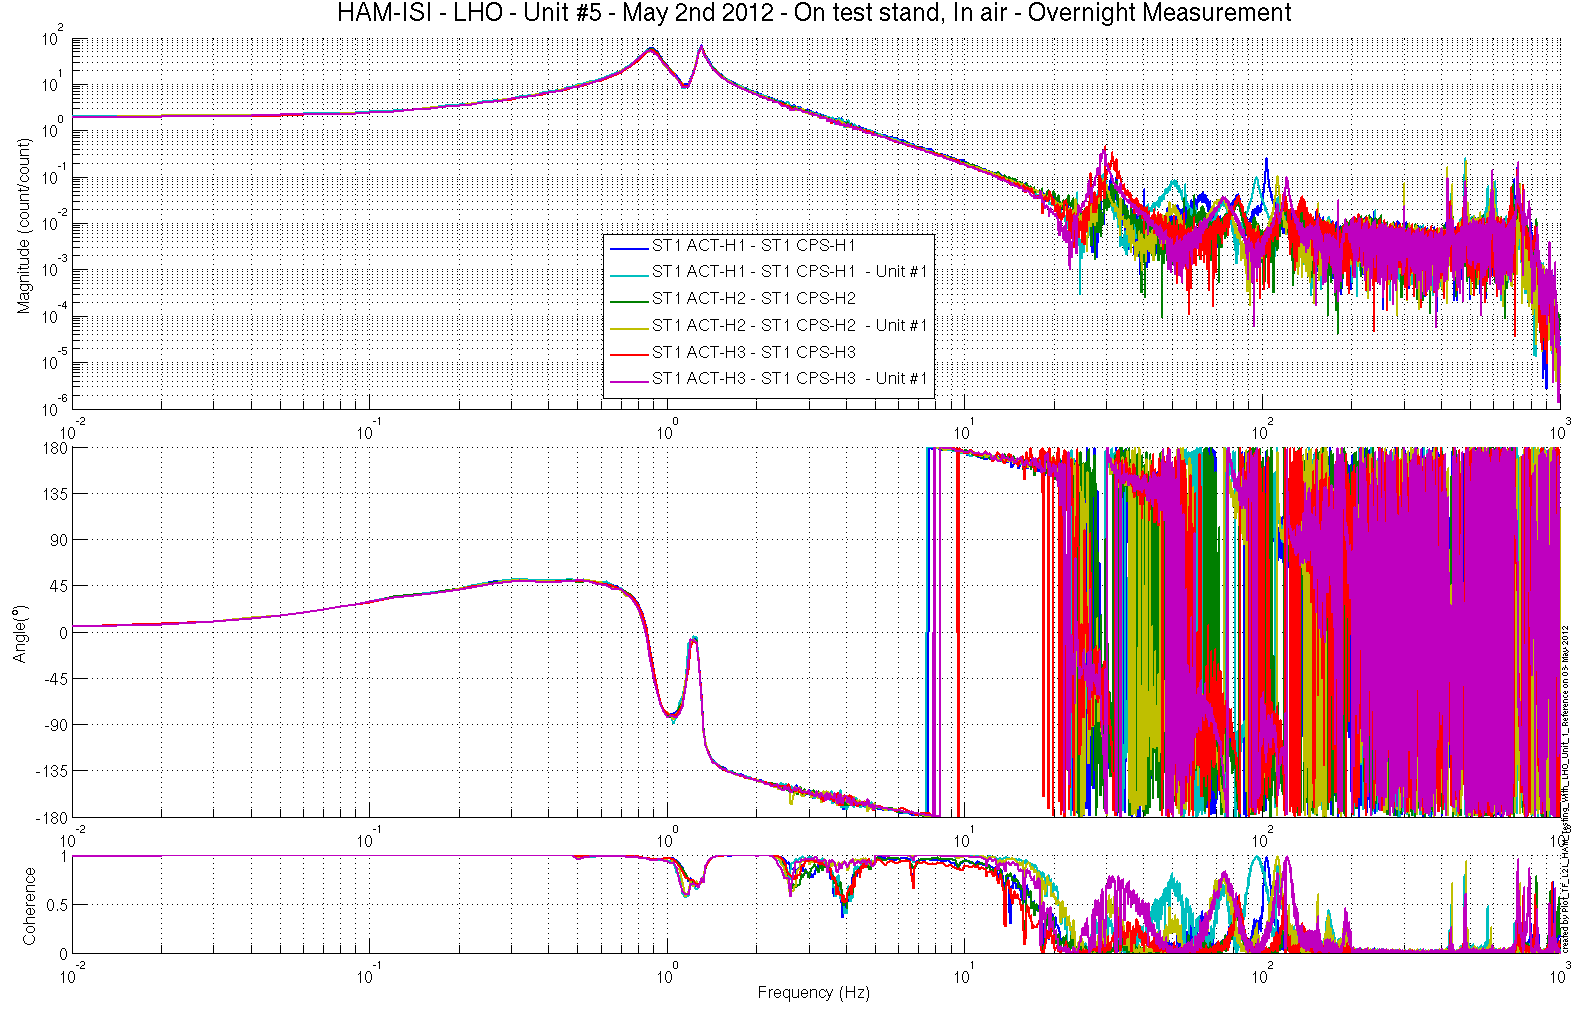 HAM-ISI - LHO - Unit #5 - May 2nd 2012 - On test stand, In air - Overnight Measurement
10^2
10^1
10^0
10^-1
10^-2
10^-3
10^-4
10^-5
10^-6
Magnitude (count/count)
ST1 ACT-H1 - ST1 CPS-H1
ST1 ACT-H1 - ST1 CPS-H1 - Unit #1
ST1 ACT-H2 - ST1 CPS-H2
ST1 ACT-H2 - ST1 CPS-H2 - Unit #1
ST1 ACT-H3 - ST1 CPS-H3
ST1 ACT-H3 - ST1 CPS-H3 - Unit #1
10^-2 10^-1 10^0 10^1 10^2 10^3
180
135
90
45
0
-45
-90
-135
-180
Angle(°)
10^-2 10^-1 10^0 10^1 10^2
1
0.5
0
Coherence
10^-2 10^-1 10^0 10^1 10^2 10^3
Frequency (Hz)